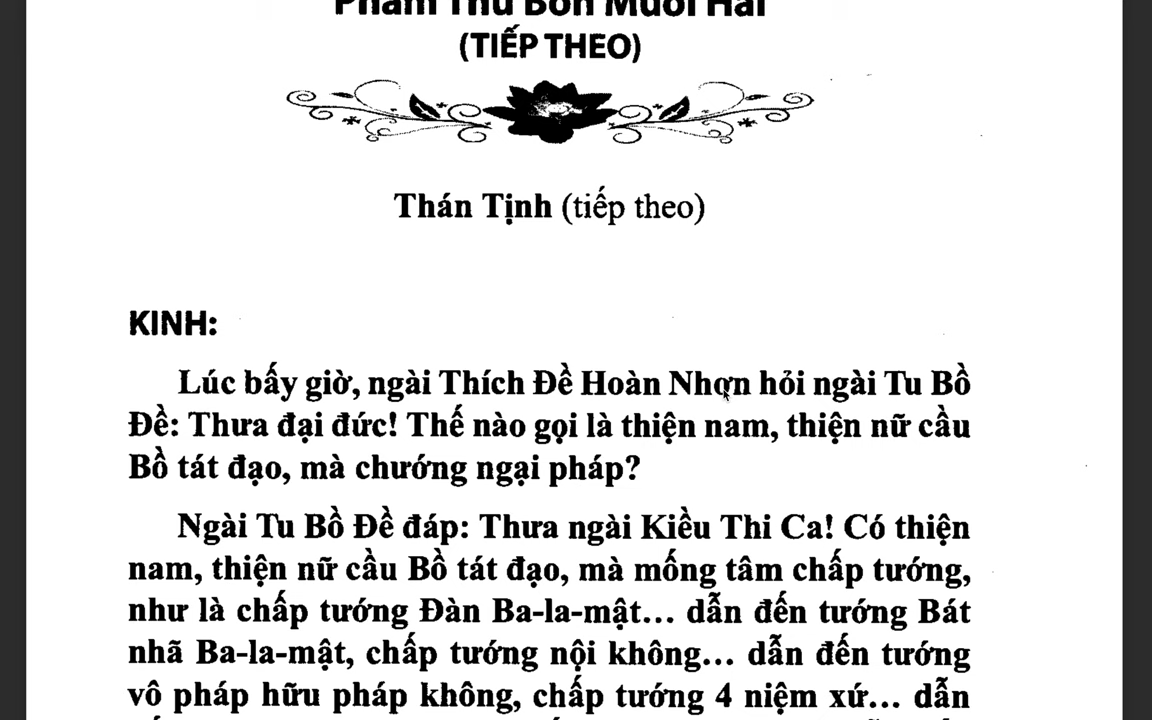 Phẩm Thứ Bốn Mươi Hai
(TIẾP THEO)
Thán Tịnh (tiếp theo)
KINH:
Lúc bấy giờ, ngài Thích Đề Hoàn Nhơn hỏi ngài Tu Bồ
Đề: Thưa đại đức! Thế nào gọi là thiện nam, thiện nữ cầu
Bồ tát đạo, mà chướng ngại pháp?
Ngài Tu Bồ Đề đáp: Thưa ngài Kiều Thi Ca! Có thiện
nam, thiện nữ cầu Bồ tát đạo, mà mống tâm chấp tướng,
như là chấp tướng Đàn Ba-la-mật... dẫn đến tướng Bát
nhã Ba-la-mật, chấp tướng nội không... dẫn đến tướng
vô pháp hữu pháp không, chấp tướng 4 niệm xứ... dẫn